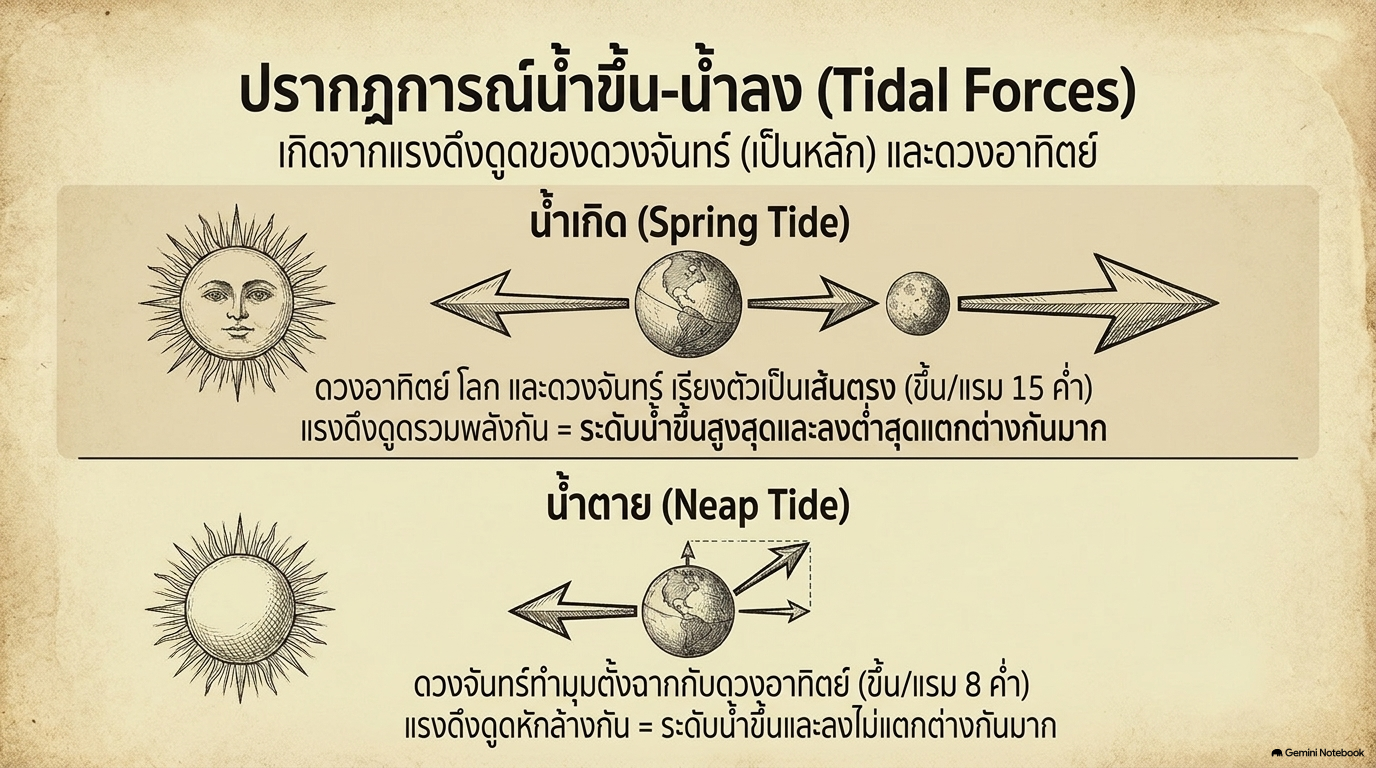 ปรากฏการณ์น้ำขึ้น-น้ำลง (Tidal Forces)
เกิดจากแรงดึงดูดของดวงจันทร์ (เป็นหลัก) และดวงอาทิตย์
น้ำเกิด (Spring Tide)
ดวงอาทิตย์ โลก และดวงจันทร์ เรียงตัวเป็นเส้นตรง (ขึ้น/แรม 15 ค่ำ)
แรงดึงดูดรวมพลังกัน = ระดับน้ำขึ้นสูงสุดและลงต่ำสุดแตกต่างกันมาก
น้ำตาย (Neap Tide)
ดวงจันทร์ทำมุมตั้งฉากกับดวงอาทิตย์ (ขึ้น/แรม 8 ค่ำ)
แรงดึงดูดหักล้างกัน = ระดับน้ำขึ้นและลงไม่แตกต่างกันมาก
Gemini Notebook